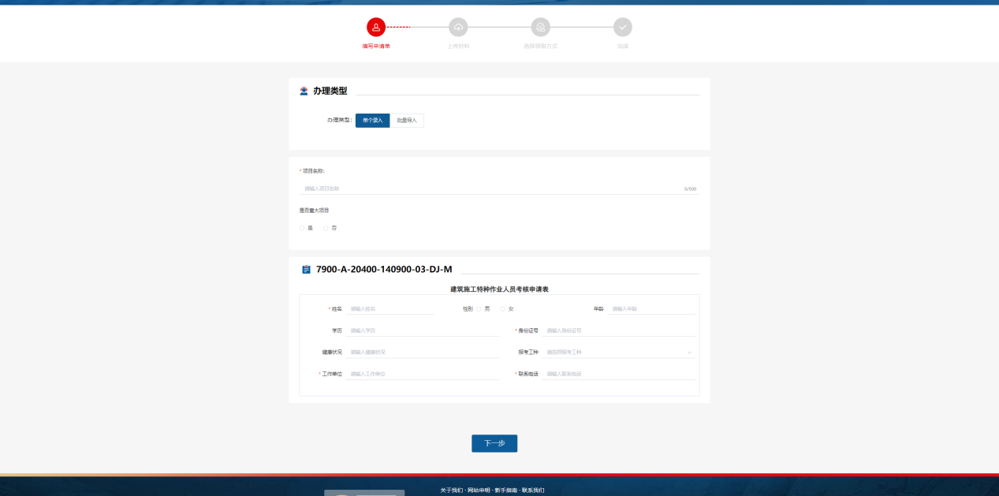 填写申请单 上传材料 选择领取方式 完成
办理类型
办理类型： 单个录入 批量导入
* 项目名称：
请输入项目名称 0/500
是否重大项目
是 否
7900-A-20400-140900-03-DJ-M
建筑施工特种作业人员考核申请表
* 姓名 请输入姓名 性别 男 女 年龄 请输入年龄
学历 请输入学历 * 身份证号 请输入身份证号
健康状况 请输入健康状况 报考工种 请选择报考工种
* 工作单位 请输入工作单位 * 联系电话 请输入联系电话
下一步
关于我们 · 网站申明 · 新手指南 · 联系我们